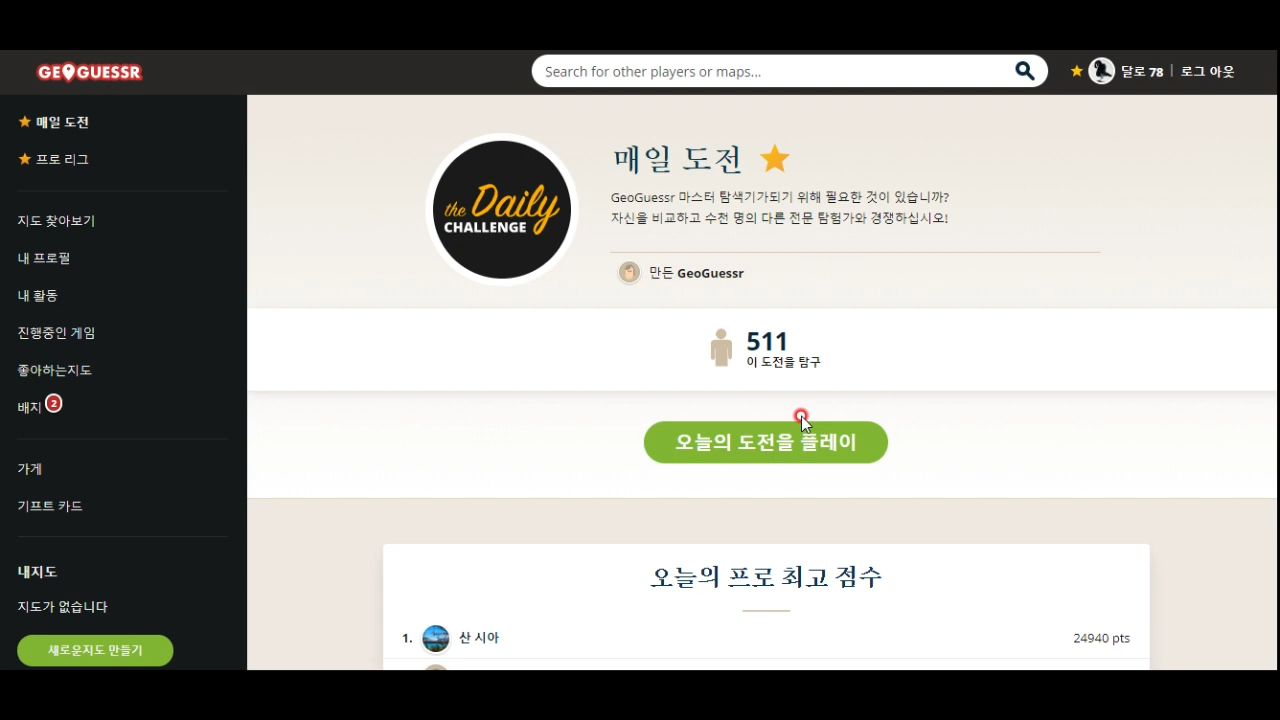 GEOGUESSR
Search for other players or maps...
달로 78 | 로그 아웃
매일 도전
프로 리그
지도 찾아보기
내 프로필
내 활동
진행중인 게임
좋아하는지도
배지 2
가게
기프트 카드
내지도
지도가 없습니다
새로운지도 만들기
the Daily
CHALLENGE
매일 도전
GeoGuessr 마스터 탐색기가되기 위해 필요한 것이 있습니까?
자신을 비교하고 수천 명의 다른 전문 탐험가와 경쟁하십시오!
만든 GeoGuessr
511
이 도전을 탐구
오늘의 도전을 플레이
오늘의 프로 최고 점수
1. 산 시아 24940 pts